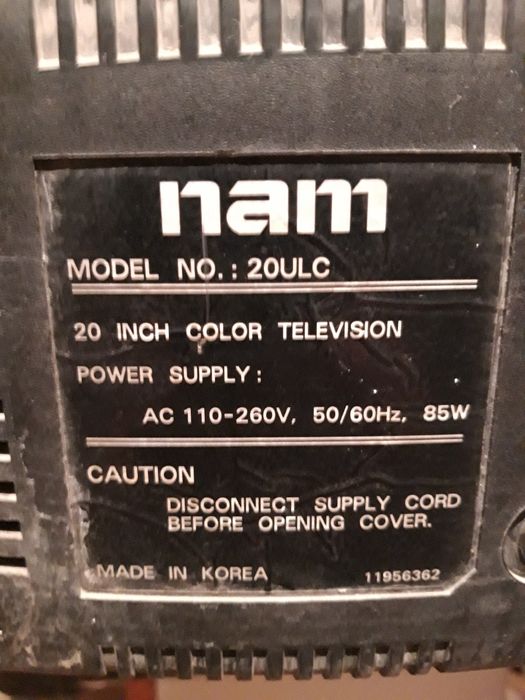 nam
MODEL NO.: 20ULC
20 INCH COLOR TELEVISION
POWER SUPPLY:
AC 110-260V, 50/60Hz, 85W
CAUTION
DISCONNECT SUPPLY CORD
BEFORE OPENING COVER.
MADE IN KOREA 11956362